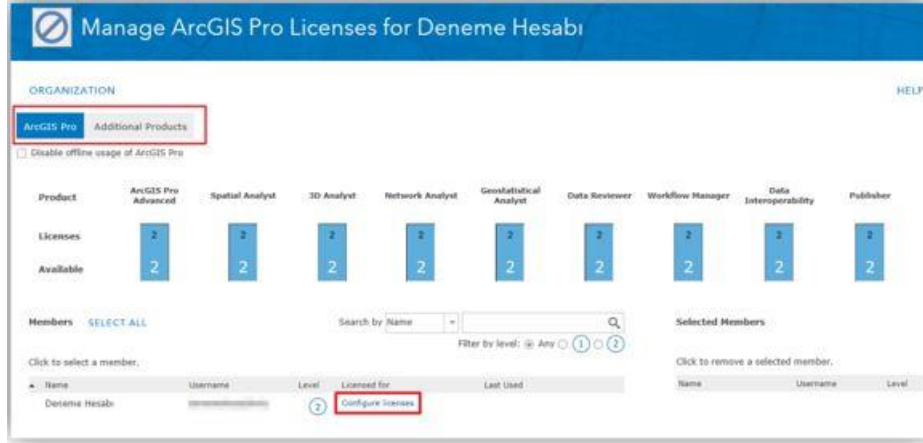 Manage ArcGIS Pro Licenses for Deneme Hesabı
ORGANIZATION
HELP
ArcGIS Pro
Additional Products
Disable offline usage of ArcGIS Pro
Product
ArcGIS Pro
Advanced
Spatial Analyst
3D Analyst
Network Analyst
Geostatistical
Analyst
Data Reviewer
Workflow Manager
Data
Interoperability
Publisher
Licenses
2 2 2 2 2 2 2 2 2
Available
2 2 2 2 2 2 2 2 2
Members SELECT ALL
Search by Name
Selected Members
Filter by level: Any 1 2
Click to select a member.
Click to remove a selected member.
Name Username Level Licensed for Last Used
Name Username Level
Deneme Hesabı 2 Configure licenses